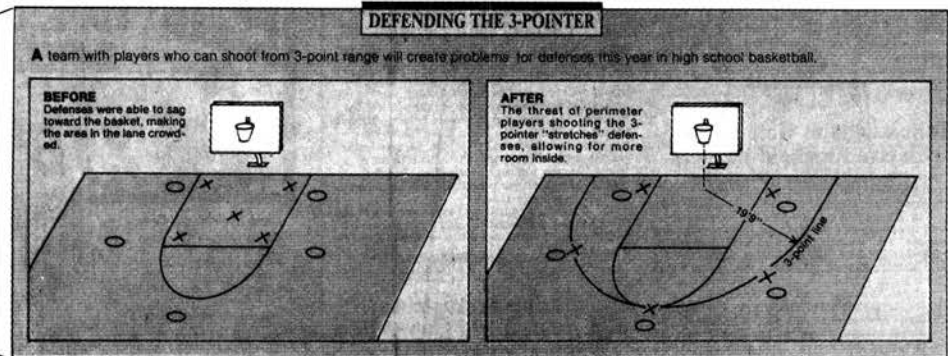 DEFENDING THE 3-POINTER
A team with players who can shoot from 3-point range will create problems for defenses this year in high school basketball.
BEFORE
Defenses were able to sag
toward the basket, making
the area in the lane crowd-
ed.
AFTER
The threat of perimeter
players shooting the 3-
pointer "stretches" defen-
ses, allowing for more
room inside.
19'9"
3-point line